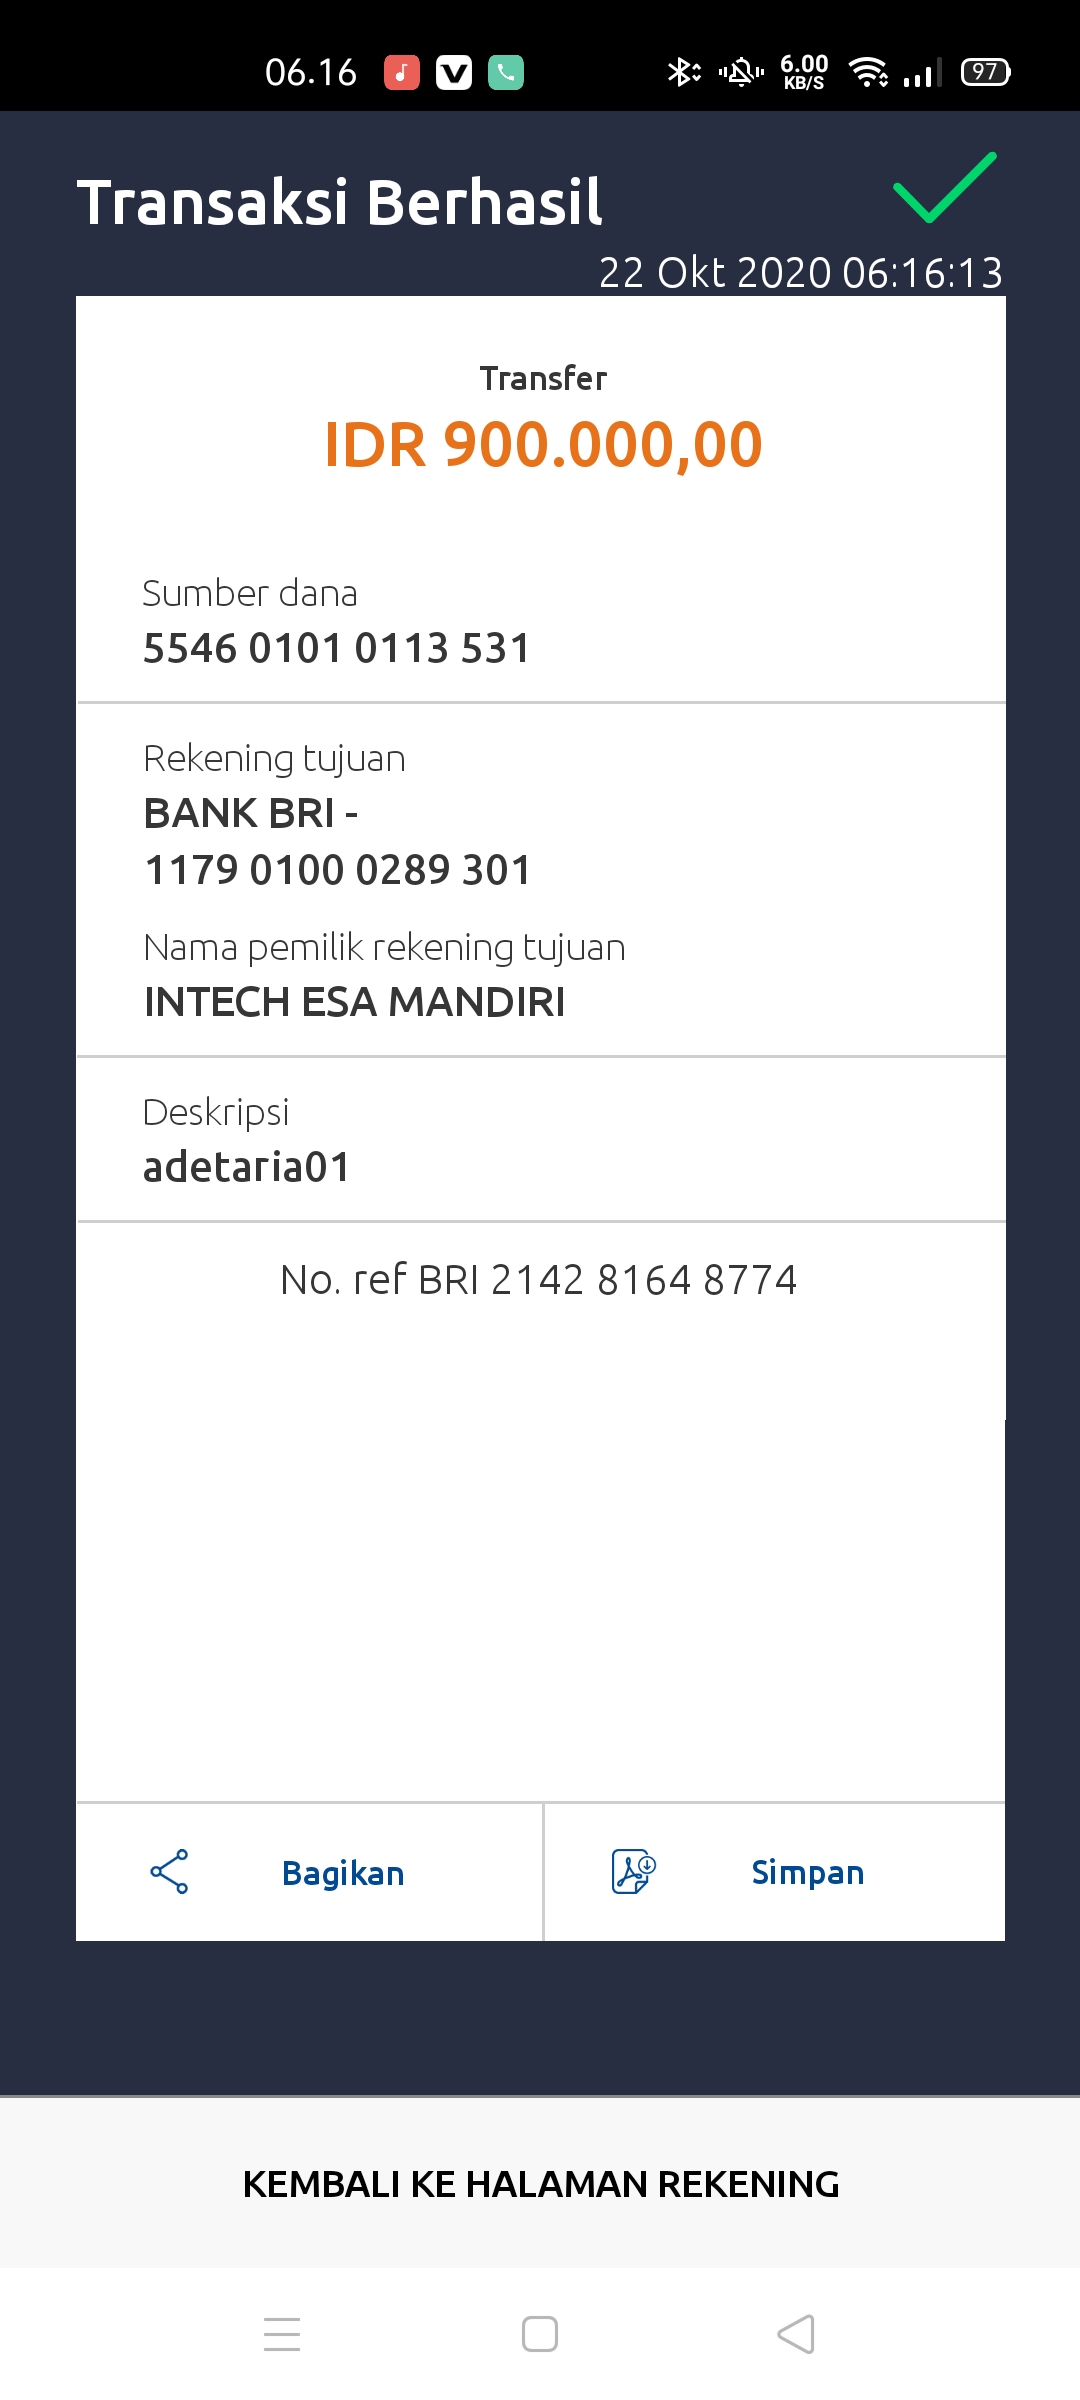 06.16 6.00 KB/S 97
Transaksi Berhasil
22 Okt 2020 06:16:13
Transfer
IDR 900.000,00
Sumber dana
5546 0101 0113 531
Rekening tujuan
BANK BRI -
1179 0100 0289 301
Nama pemilik rekening tujuan
INTECH ESA MANDIRI
Deskripsi
adetaria01
No. ref BRI 2142 8164 8774
Bagikan Simpan
KEMBALI KE HALAMAN REKENING